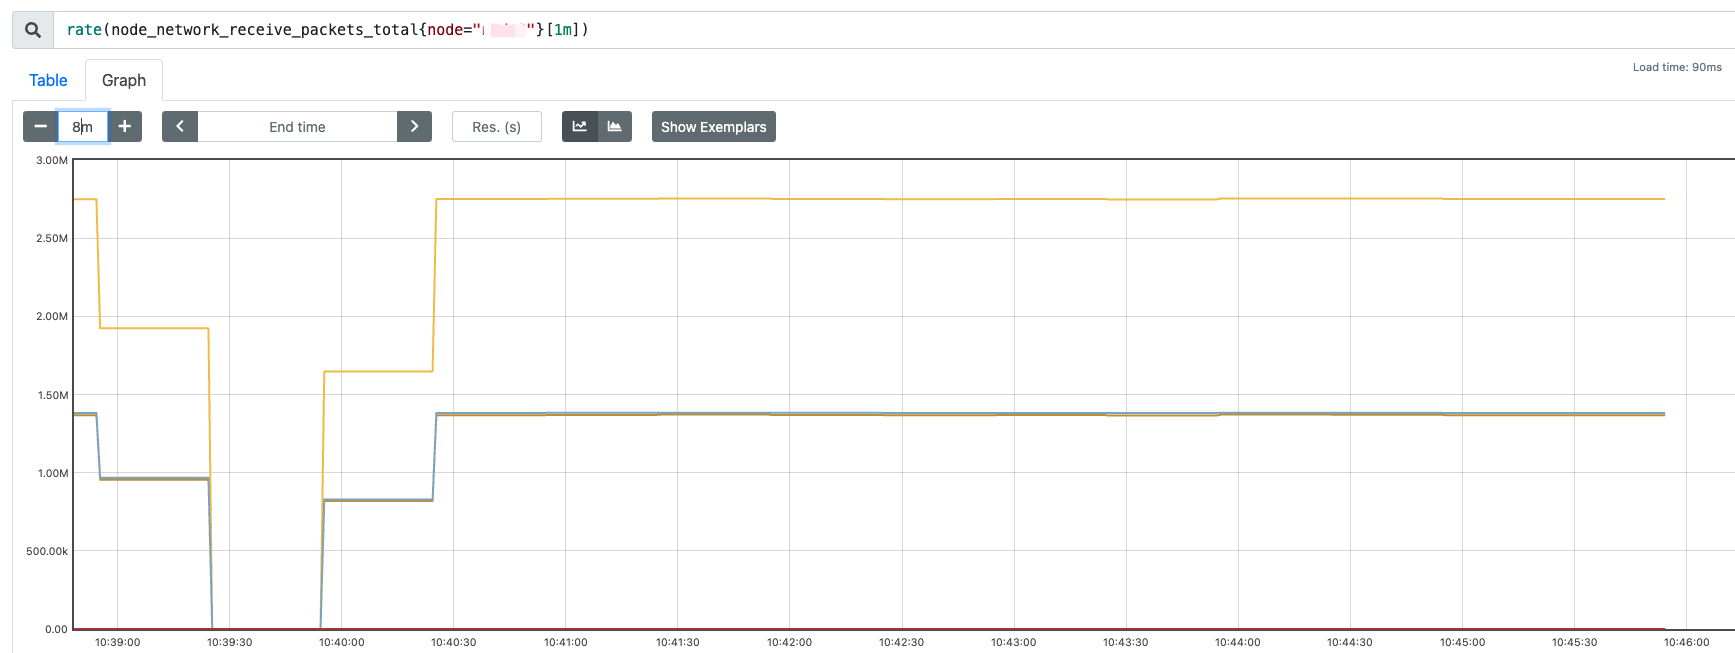 rate(node_network_receive_packets_total{node=""}[1m])
Load time: 90ms
Table Graph
8m End time Res. (s) Show Exemplars
3.00M
2.50M
2.00M
1.50M
1.00M
500.00k
0.00
10:39:00 10:39:30 10:40:00 10:40:30 10:41:00 10:41:30 10:42:00 10:42:30 10:43:00 10:43:30 10:44:00 10:44:30 10:45:00 10:45:30 10:46:00